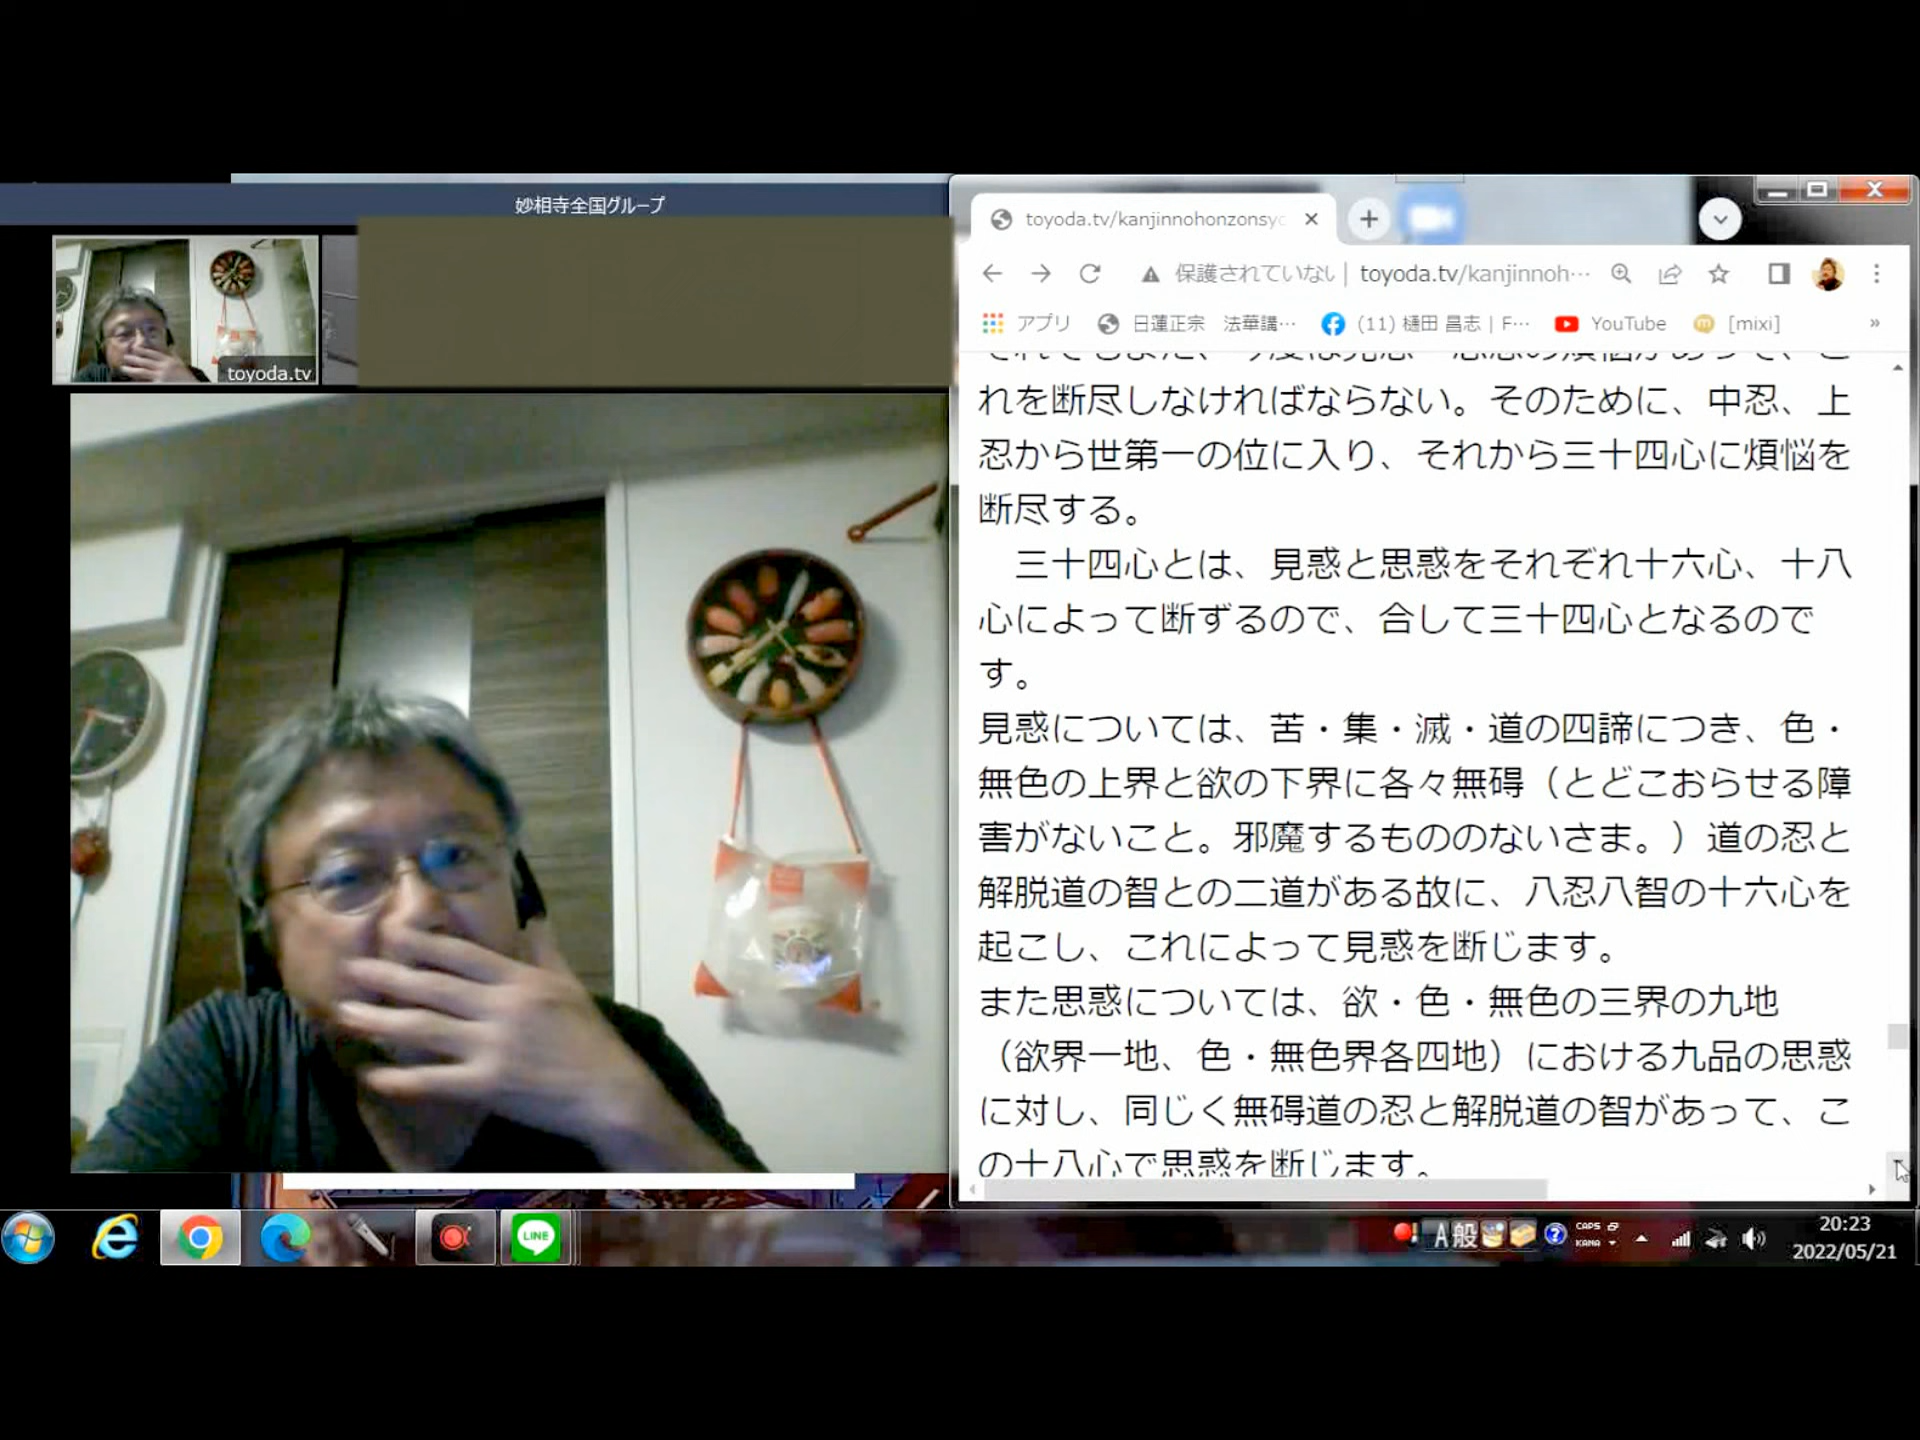 妙相寺全国グループ
toyoda.tv
toyoda.tv/kanjinnohonzonsyo
保護されていない toyoda.tv/kanjinnoh…
アプリ 日蓮正宗 法華講… (11) 樋田 昌志 | F… YouTube [mixi] »
れを断尽しなければならない。そのために、中忍、上
忍から世第一の位に入り、それから三十四心に煩悩を
断尽する。
三十四心とは、見惑と思惑をそれぞれ十六心、十八
心によって断ずるので、合して三十四心となるので
す。
見惑については、苦・集・滅・道の四諦につき、色・
無色の上界と欲の下界に各々無碍（とどこおらせる障
害がないこと。邪魔するもののないさま。）道の忍と
解脱道の智との二道がある故に、八忍八智の十六心を
起こし、これによって見惑を断じます。
また思惑については、欲・色・無色の三界の九地
（欲界一地、色・無色界各四地）における九品の思惑
に対し、同じく無碍道の忍と解脱道の智があって、こ
の十八心で思惑を断じます。
LINE
A般 CAPS KANA
20:23
2022/05/21